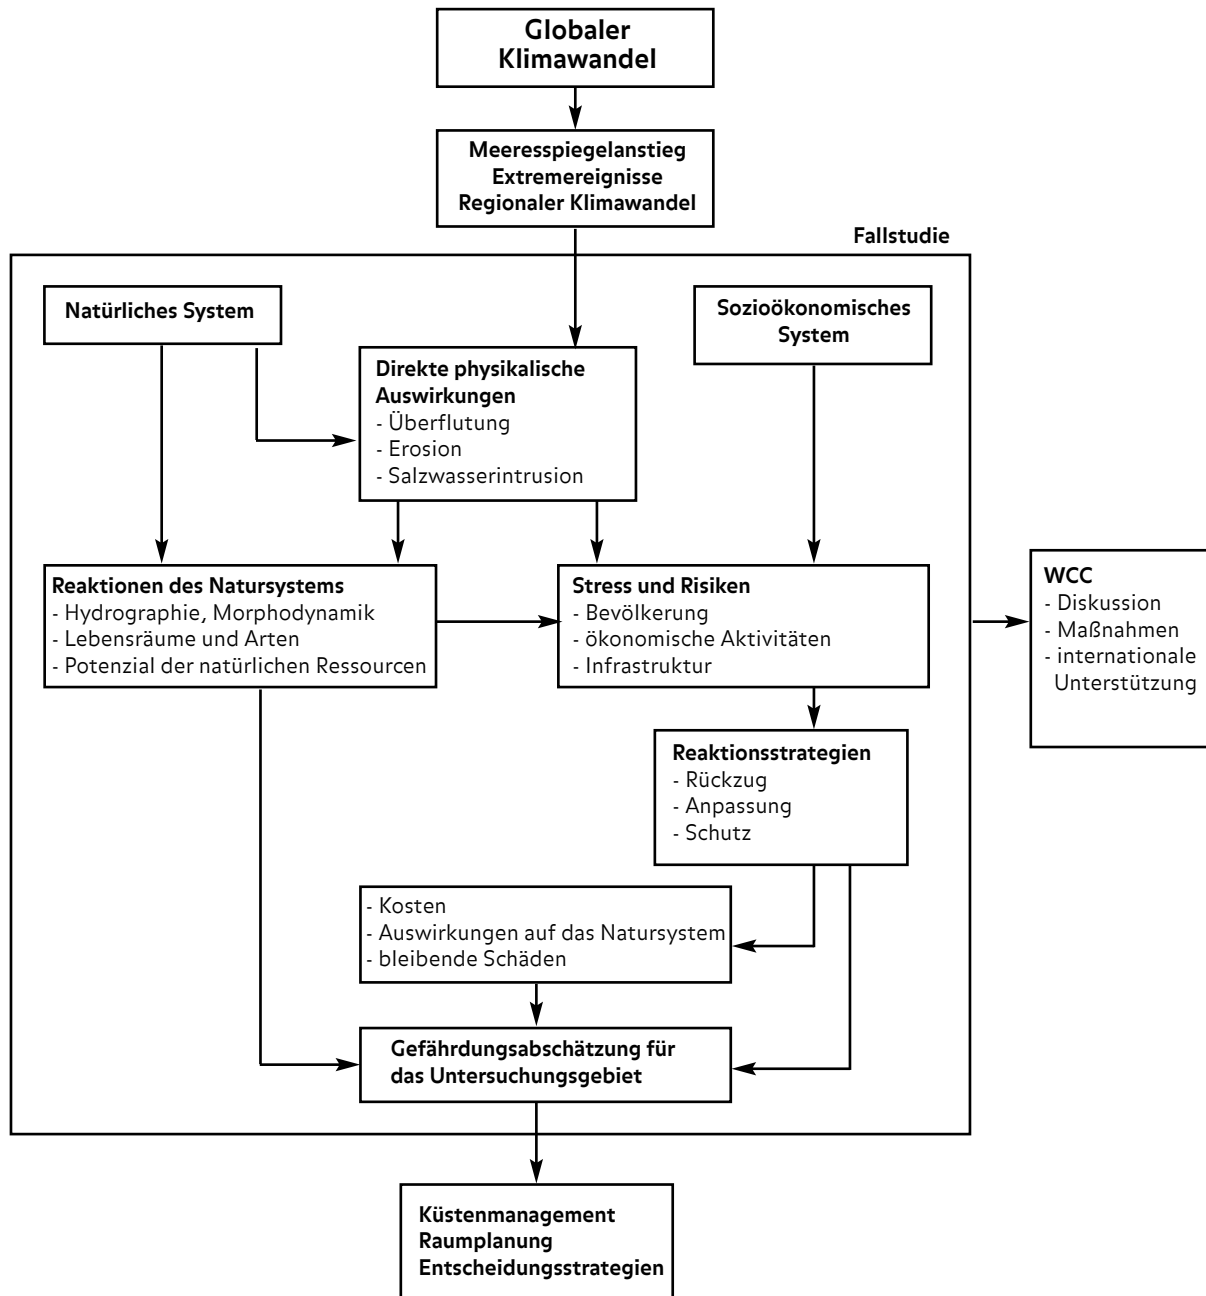 Globaler
Klimawandel
Meeresspiegelanstieg
Extremereignisse
Regionaler Klimawandel
Fallstudie
Natürliches System
Sozioökonomisches
System
Direkte physikalische
Auswirkungen
- Überflutung
- Erosion
- Salzwasserintrusion
Reaktionen des Natursystems
- Hydrographie, Morphodynamik
- Lebensräume und Arten
- Potenzial der natürlichen Ressourcen
Stress und Risiken
- Bevölkerung
- ökonomische Aktivitäten
- Infrastruktur
WCC
- Diskussion
- Maßnahmen
- internationale
Unterstützung
Reaktionsstrategien
- Rückzug
- Anpassung
- Schutz
- Kosten
- Auswirkungen auf das Natursystem
- bleibende Schäden
Gefährdungsabschätzung für
das Untersuchungsgebiet
Küstenmanagement
Raumplanung
Entscheidungsstrategien